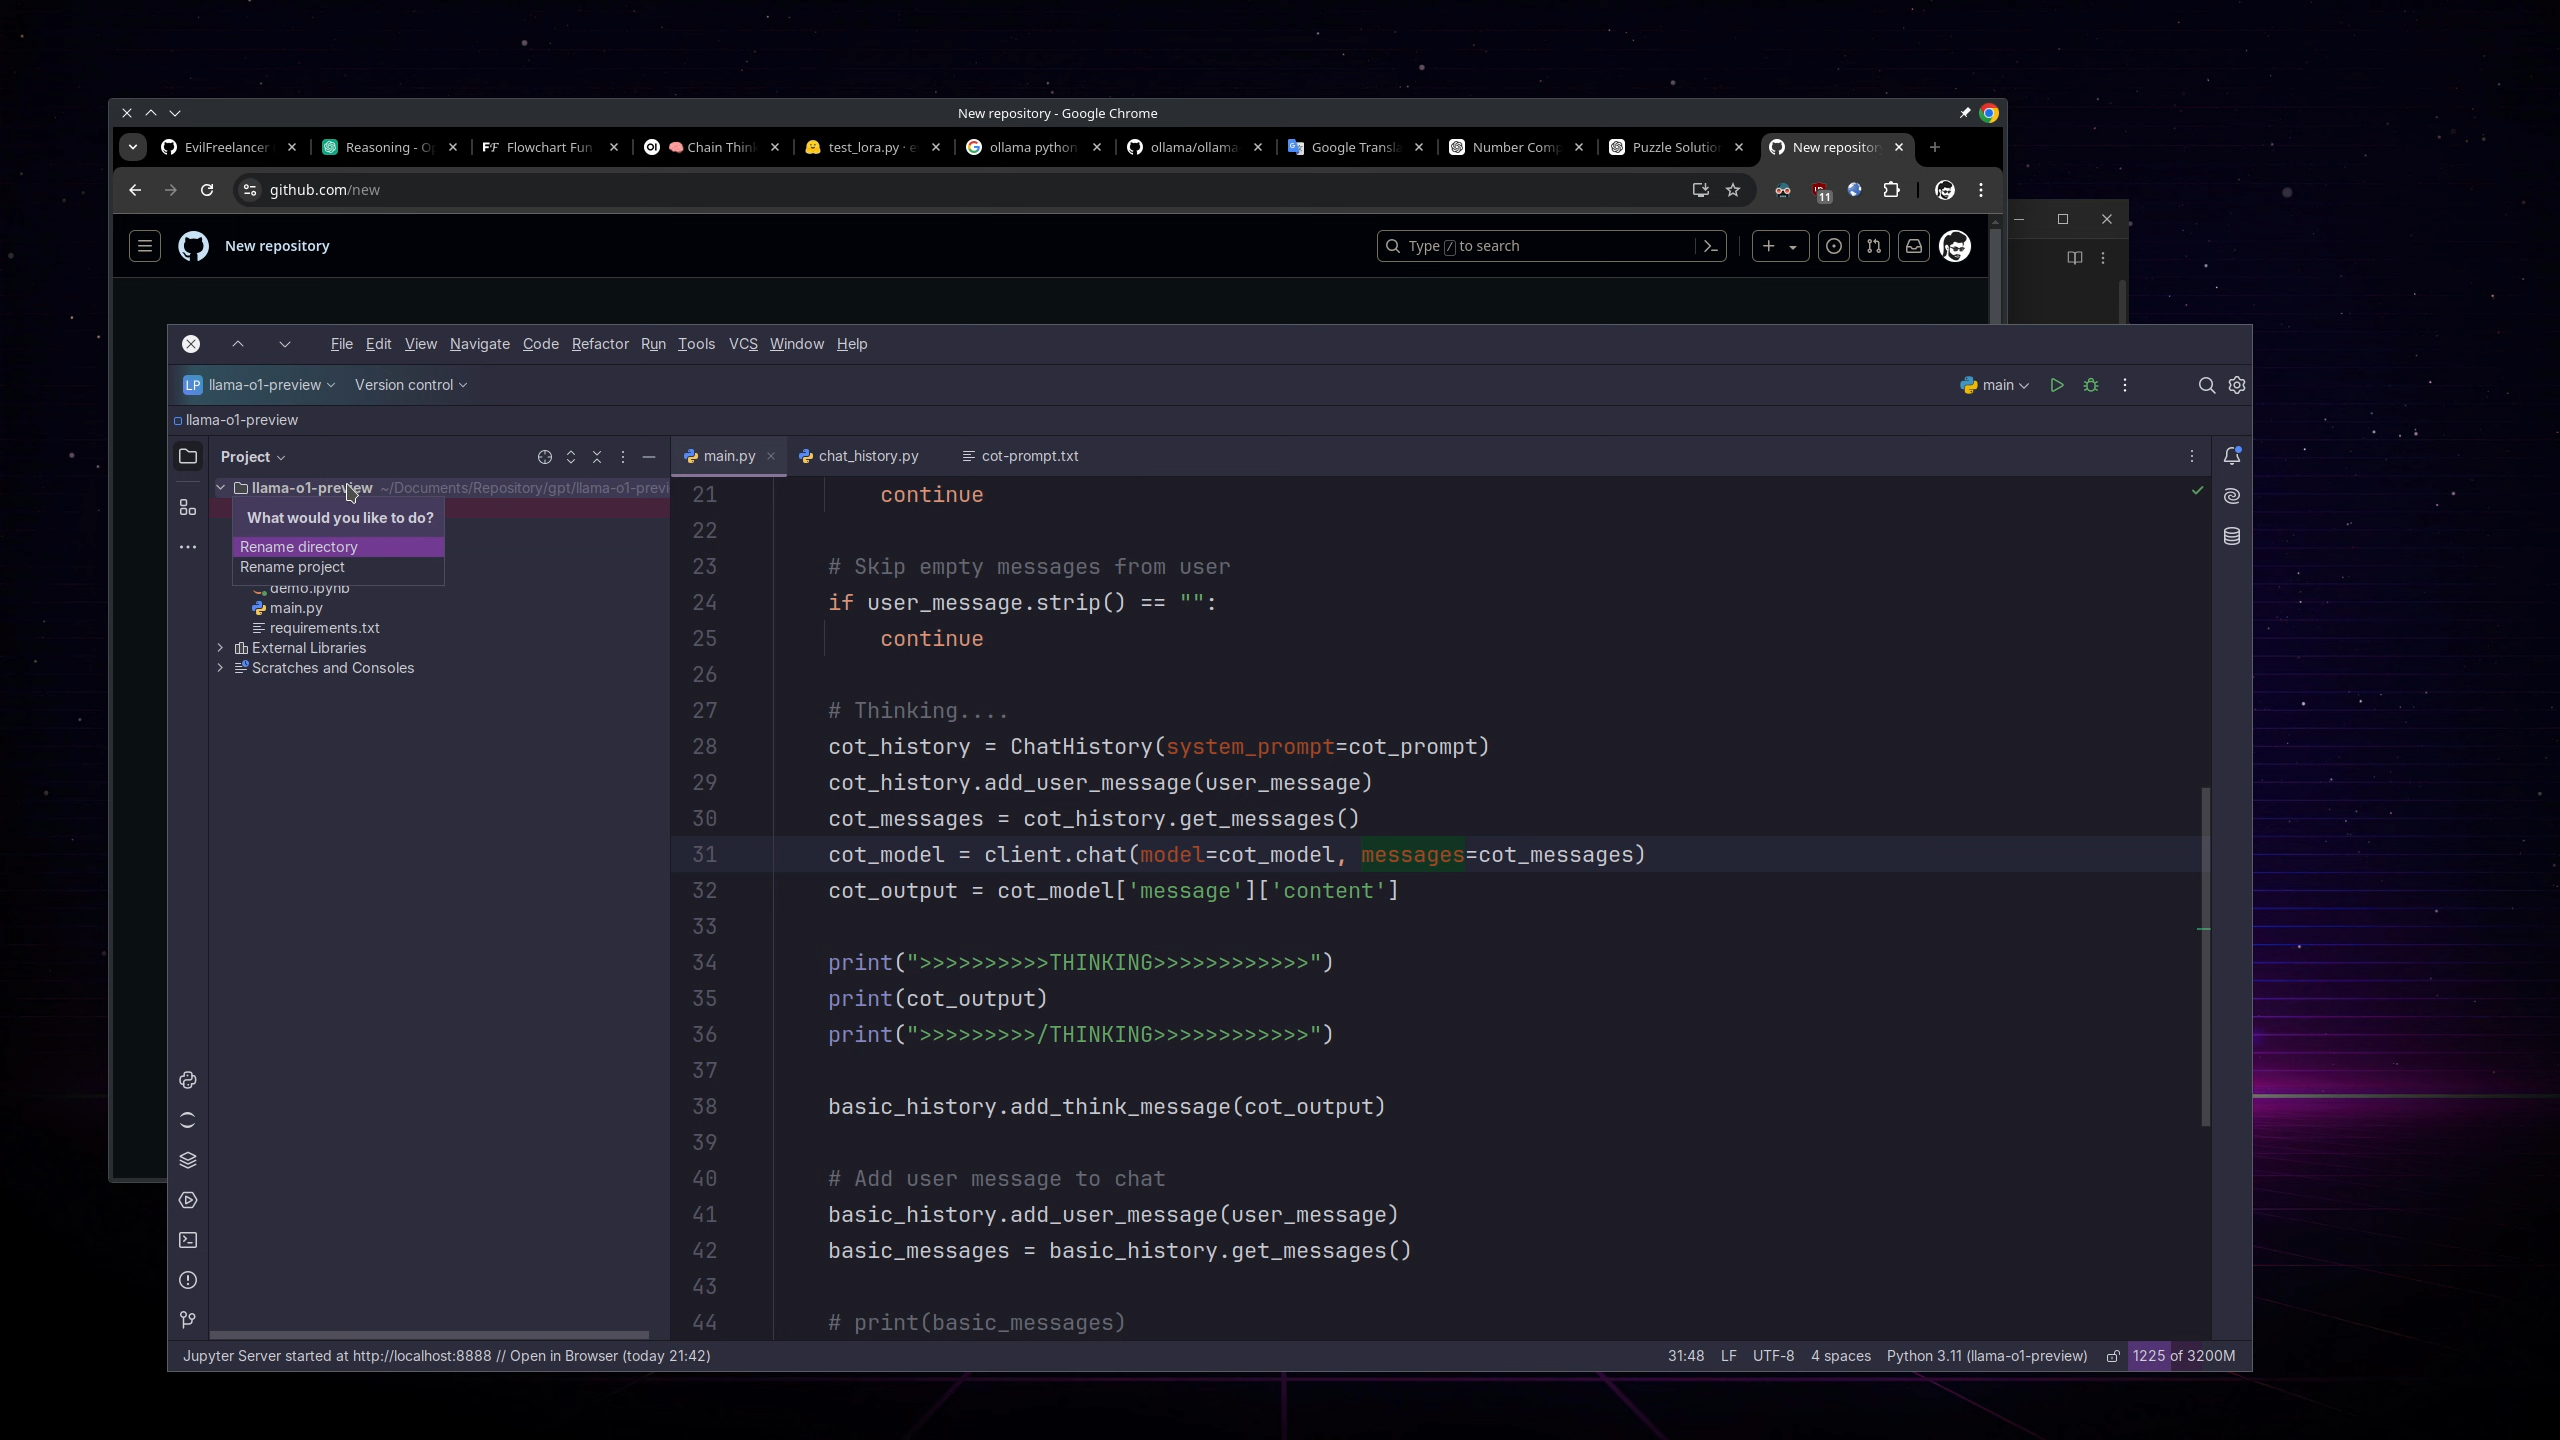 New repository - Google Chrome
EvilFreelancer
Reasoning - O
Flowchart Fun
Chain Think
test_lora.py · e
ollama python
ollama/ollama
Google Transla
Number Comp
Puzzle Solution
New repository
github.com/new
11
New repository
Type / to search
File Edit View Navigate Code Refactor Run Tools VCS Window Help
LP llama-o1-preview Version control main
llama-o1-preview
Project
main.py chat_history.py cot-prompt.txt
llama-o1-preview ~/Documents/Repository/gpt/llama-o1-previ
What would you like to do?
Rename directory
Rename project
demo.ipynb
main.py
requirements.txt
External Libraries
Scratches and Consoles
21 continue
22
23 # Skip empty messages from user
24 if user_message.strip() == "":
25 continue
26
27 # Thinking....
28 cot_history = ChatHistory(system_prompt=cot_prompt)
29 cot_history.add_user_message(user_message)
30 cot_messages = cot_history.get_messages()
31 cot_model = client.chat(model=cot_model, messages=cot_messages)
32 cot_output = cot_model['message']['content']
33
34 print(">>>>>>>>>>THINKING>>>>>>>>>>>>")
35 print(cot_output)
36 print(">>>>>>>>>/THINKING>>>>>>>>>>>>")
37
38 basic_history.add_think_message(cot_output)
39
40 # Add user message to chat
41 basic_history.add_user_message(user_message)
42 basic_messages = basic_history.get_messages()
43
44 # print(basic_messages)
Jupyter Server started at http://localhost:8888 // Open in Browser (today 21:42)
31:48 LF UTF-8 4 spaces Python 3.11 (llama-o1-preview) 1225 of 3200M